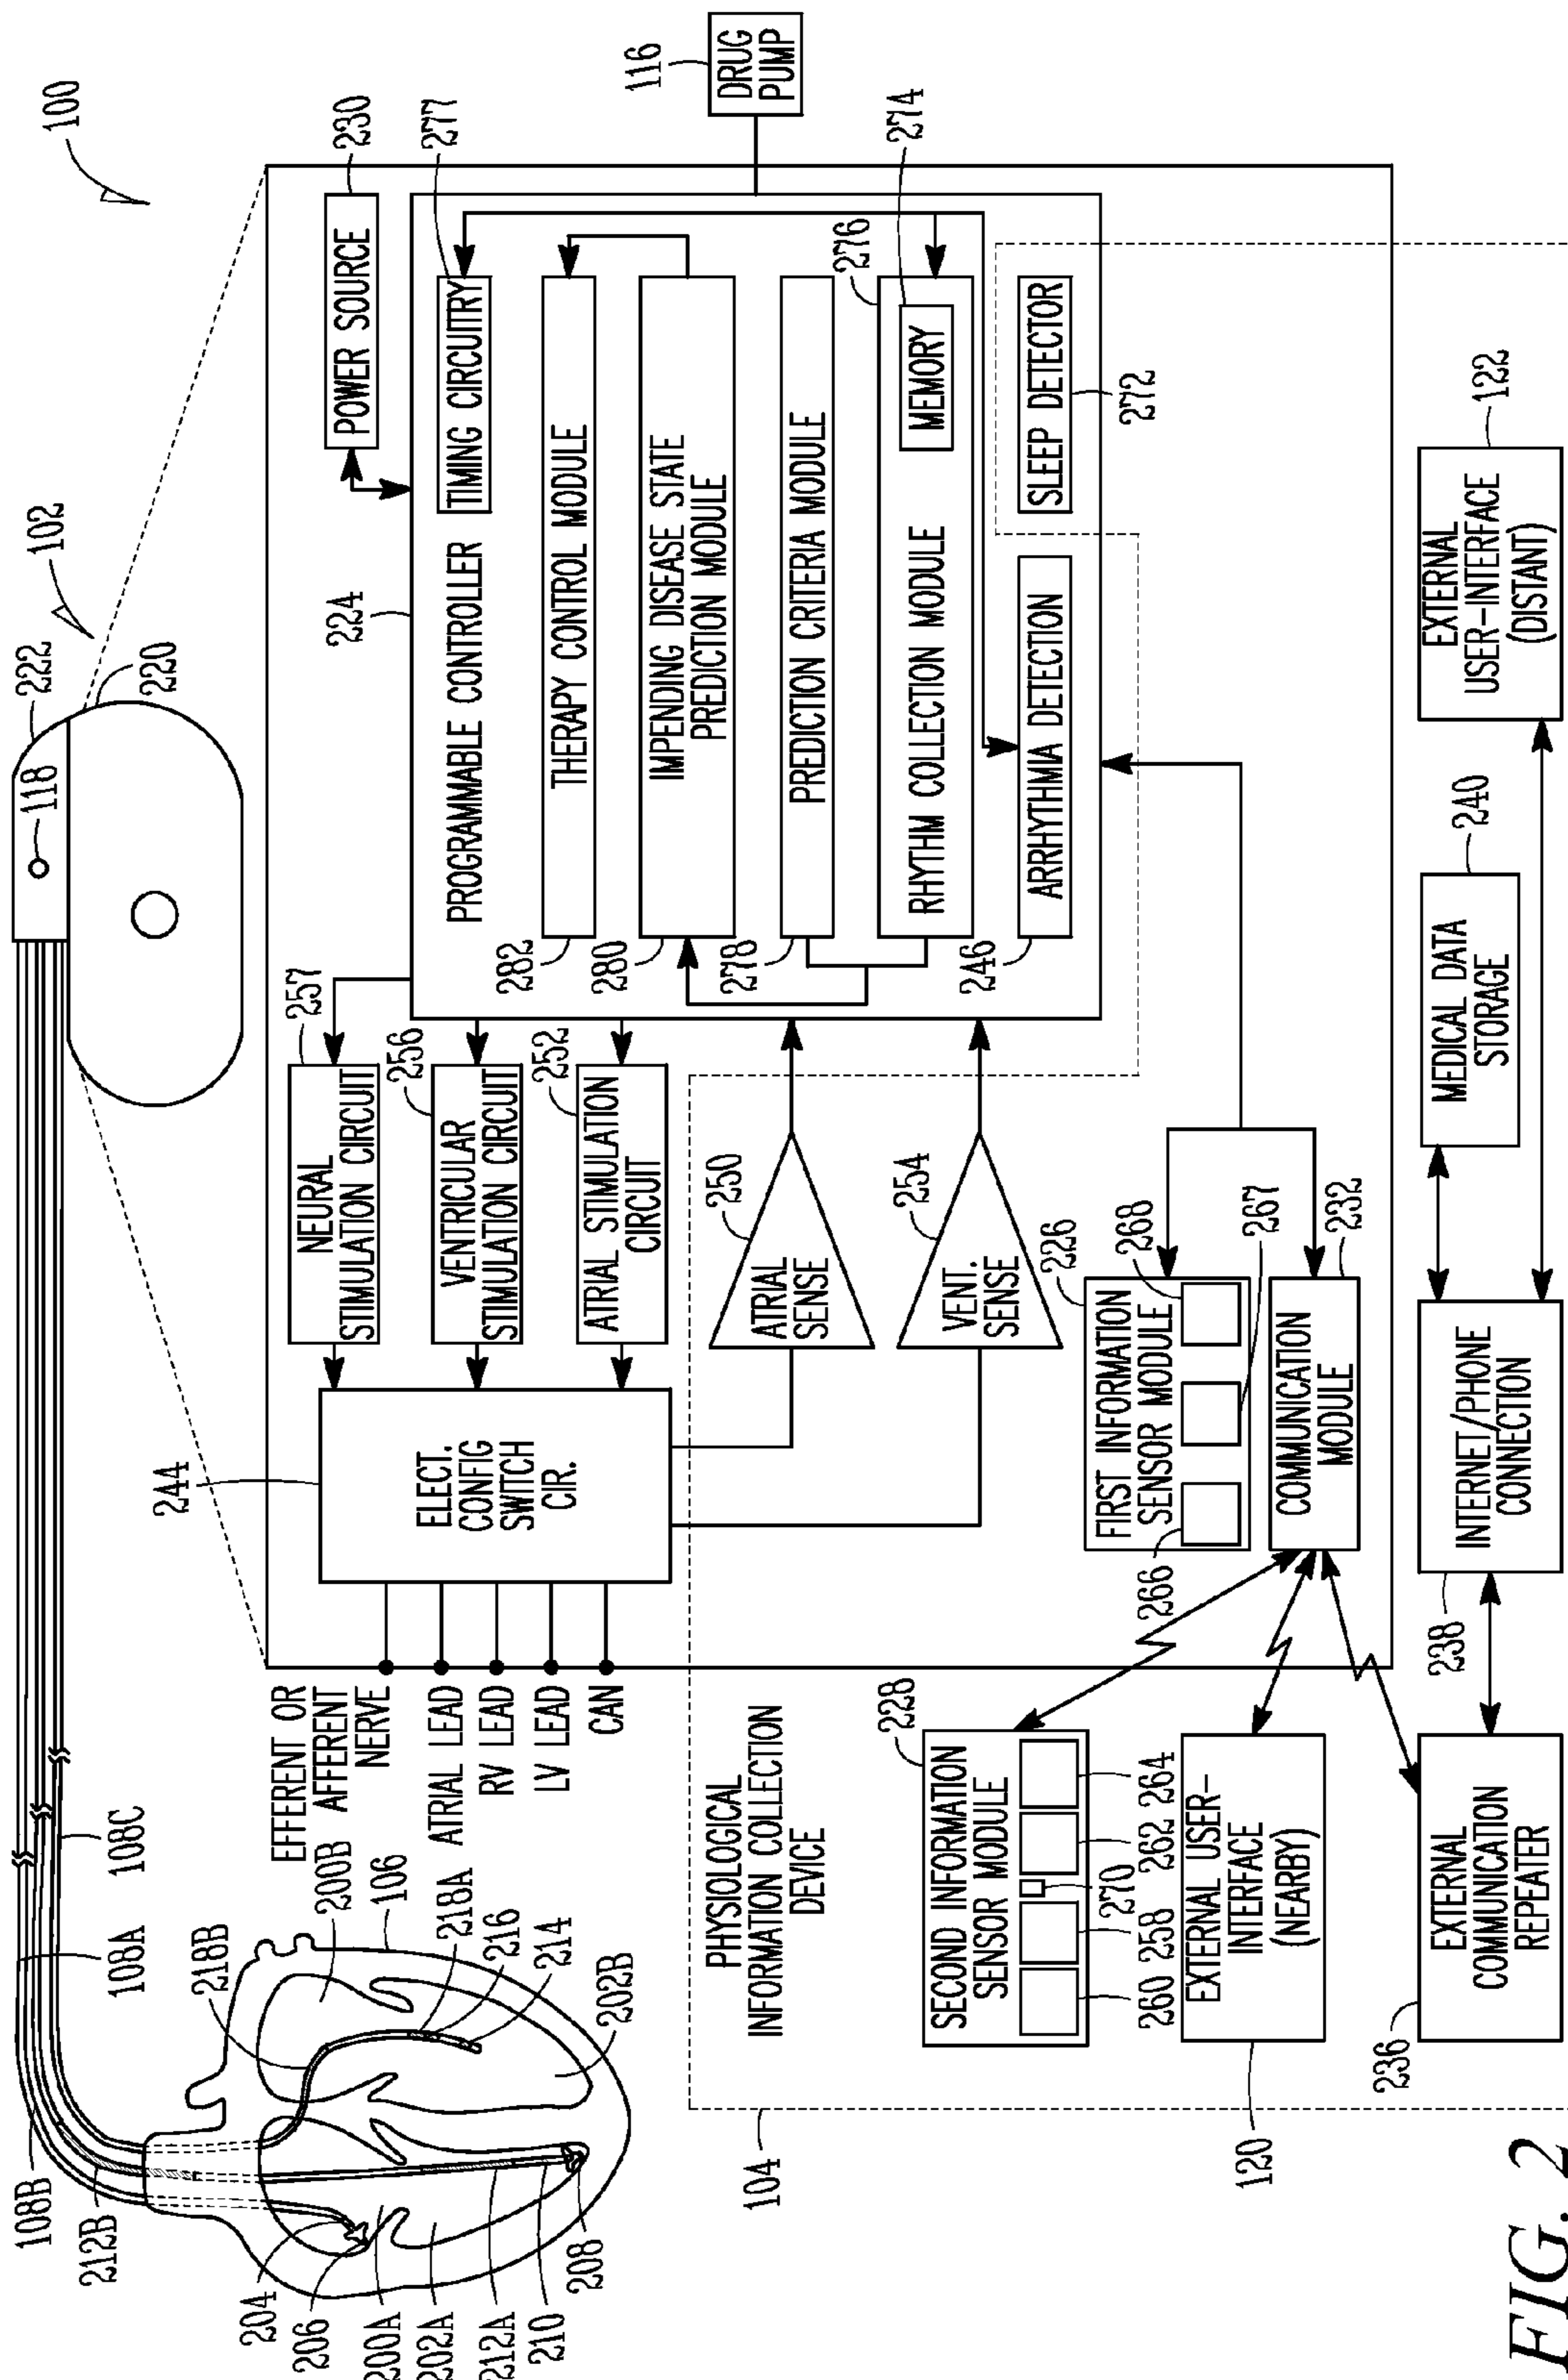 100
102
222
118
220
108A
108B
108C
212B
218B
200B
106
218A
216
214
202B
204
206
200A
202A
212A
210
208
EFFERENT OR
AFFERENT
NERVE
ATRIAL LEAD
RV LEAD
LV LEAD
CAN
244
ELECT.
CONFIG
SWITCH
CIR.
257
NEURAL
STIMULATION CIRCUIT
256
VENTRICULAR
STIMULATION CIRCUIT
252
ATRIAL STIMULATION
CIRCUIT
250
ATRIAL
SENSE
254
VENT.
SENSE
230
POWER SOURCE
224
PROGRAMMABLE CONTROLLER
277
TIMING CIRCUITRY
282
THERAPY CONTROL MODULE
280
IMPENDING DISEASE STATE
PREDICTION MODULE
278
PREDICTION CRITERIA MODULE
276
RHYTHM COLLECTION MODULE
274
MEMORY
246
ARRHYTHMIA DETECTION
SLEEP DETECTOR
272
116
DRUG
PUMP
226
FIRST INFORMATION
SENSOR MODULE
266
268
267
COMMUNICATION
MODULE
232
PHYSIOLOGICAL
INFORMATION COLLECTION
DEVICE
104
228
SECOND INFORMATION
SENSOR MODULE
260
258
270
262
264
EXTERNAL USER-
INTERFACE
(NEARBY)
120
236
EXTERNAL
COMMUNICATION
REPEATER
238
INTERNET/PHONE
CONNECTION
240
MEDICAL DATA
STORAGE
122
EXTERNAL
USER-INTERFACE
(DISTANT)
FIG. 2